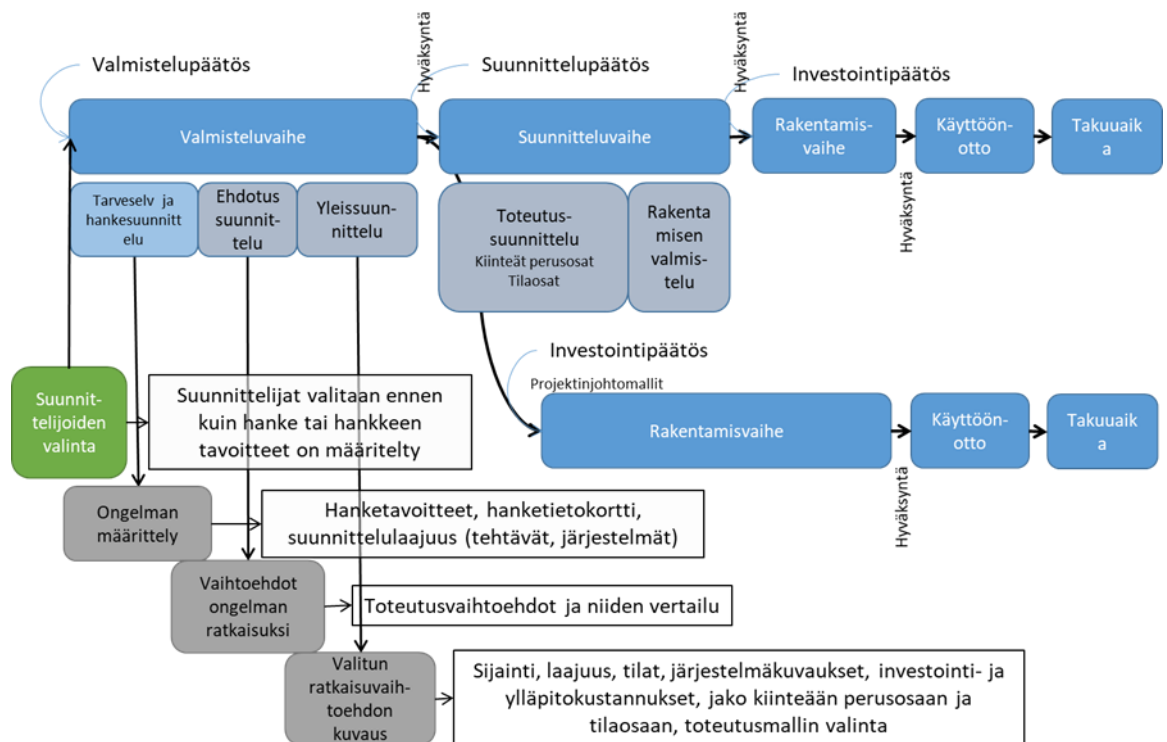 Valmistelupäätös
Hyväksyntä
Suunnittelupäätös
Hyväksyntä
Investointipäätös
Valmisteluvaihe
Suunnitteluvaihe
Rakentamis-
vaihe
Käyttöön-
otto
Takuuaik
a
Hyväksyntä
Tarveselv ja
hankesuunnitt
elu
Ehdotus
suunnit-
telu
Yleissuun-
nittelu
Toteutus-
suunnittelu
Kiinteät perusosat
Tilaosat
Rakenta
misen
valmis-
telu
Investointipäätös
Projektinjohtomallit
Rakentamisvaihe
Käyttöön-
otto
Takuuaik
a
Hyväksyntä
Suunnit-
telijoiden
valinta
Suunnittelijat valitaan ennen
kuin hanke tai hankkeen
tavoitteet on määritelty
Ongelman
määrittely
Hanketavoitteet, hanketietokortti,
suunnittelulaajuus (tehtävät, järjestelmät)
Vaihtoehdot
ongelman
ratkaisuksi
Toteutusvaihtoehdot ja niiden vertailu
Valitun
ratkaisuvaih-
toehdon
kuvaus
Sijainti, laajuus, tilat, järjestelmäkuvaukset, investointi- ja
ylläpitokustannukset, jako kiinteään perusosaan ja
tilaosaan, toteutusmallin valinta